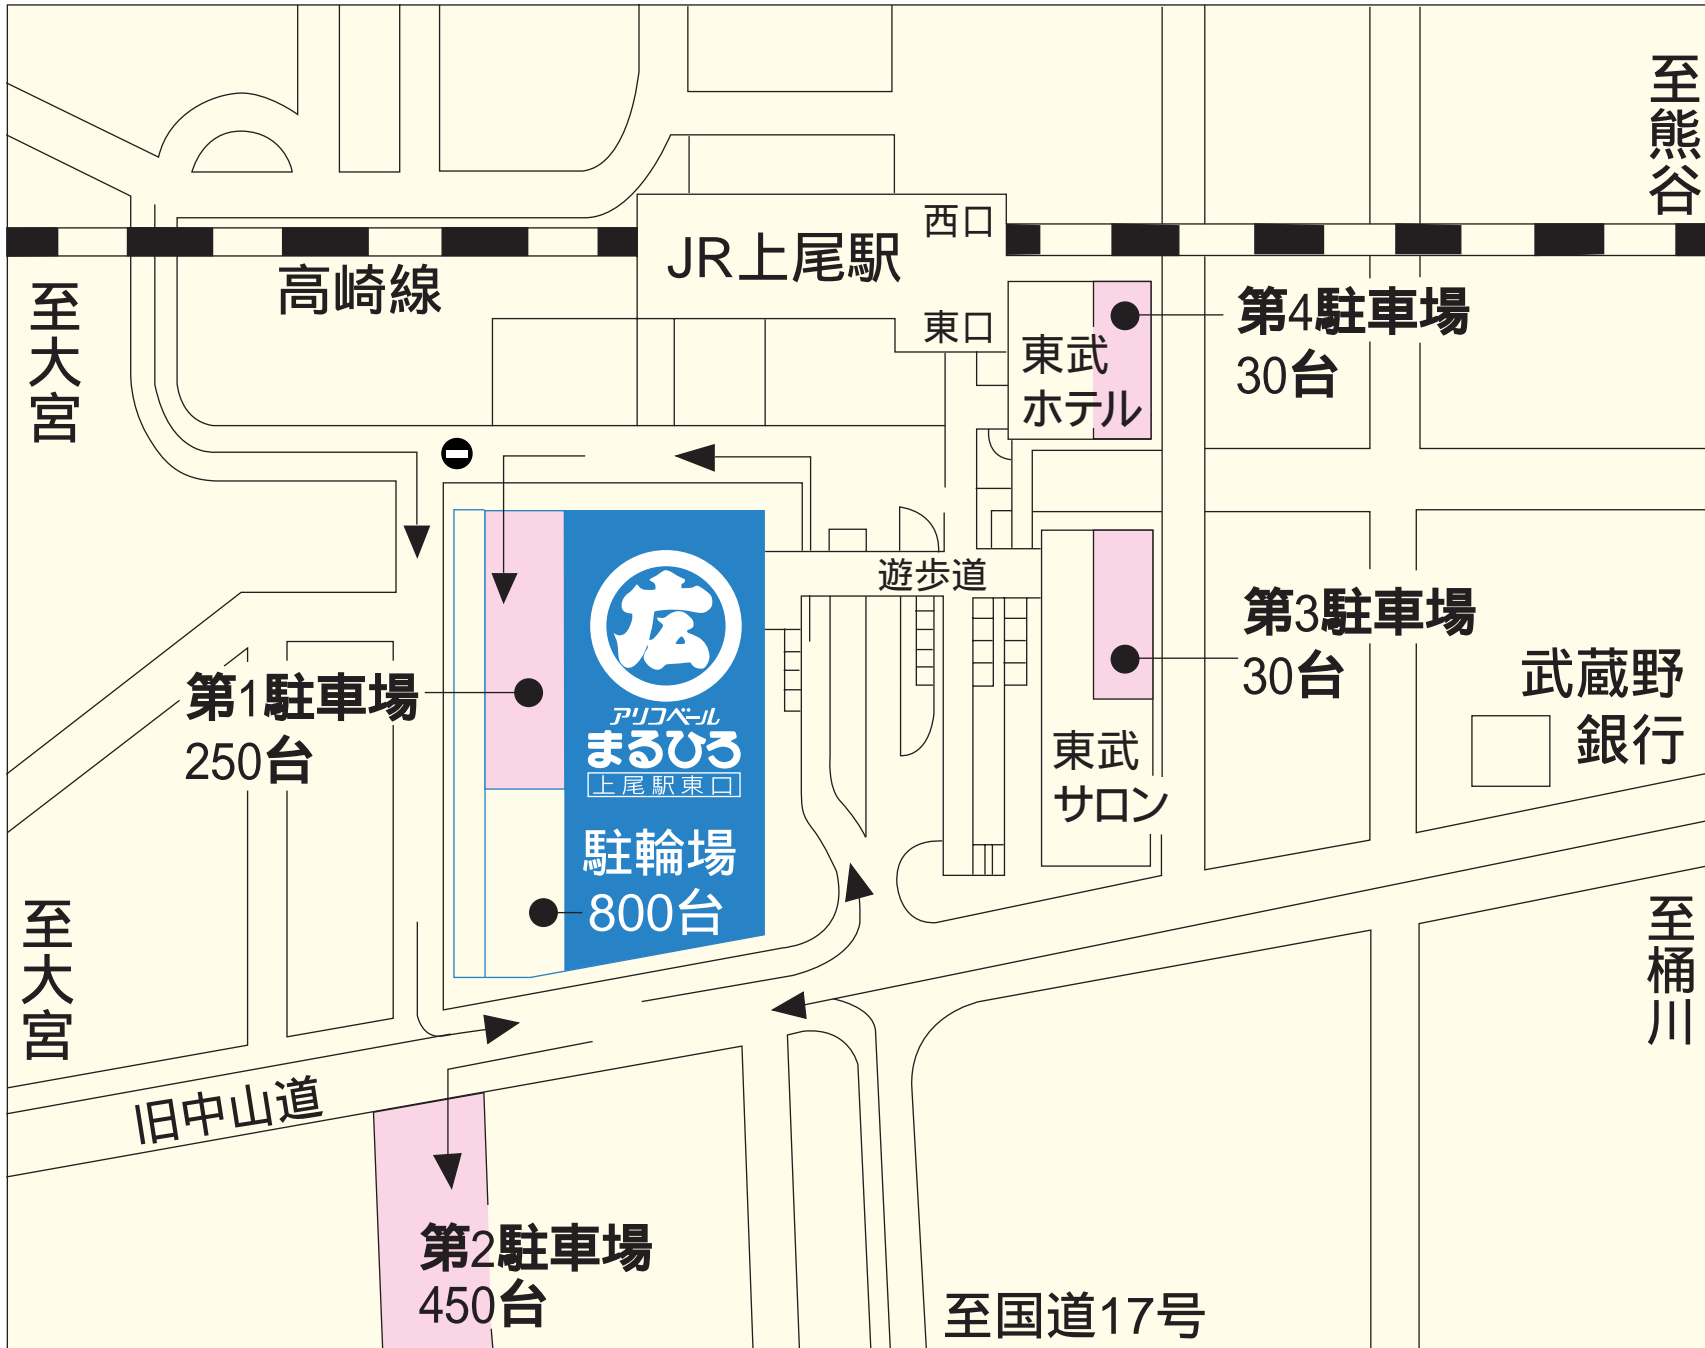 至熊谷
西口
JR上尾駅
高崎線
至大宮
東口
東武
ホテル
第4駐車場
30台
遊歩道
広
アリコベール
まるひろ
上尾駅東口
第3駐車場
30台
武蔵野
銀行
第1駐車場
250台
東武
サロン
駐輪場
800台
至大宮
至桶川
旧中山道
第2駐車場
450台
至国道17号